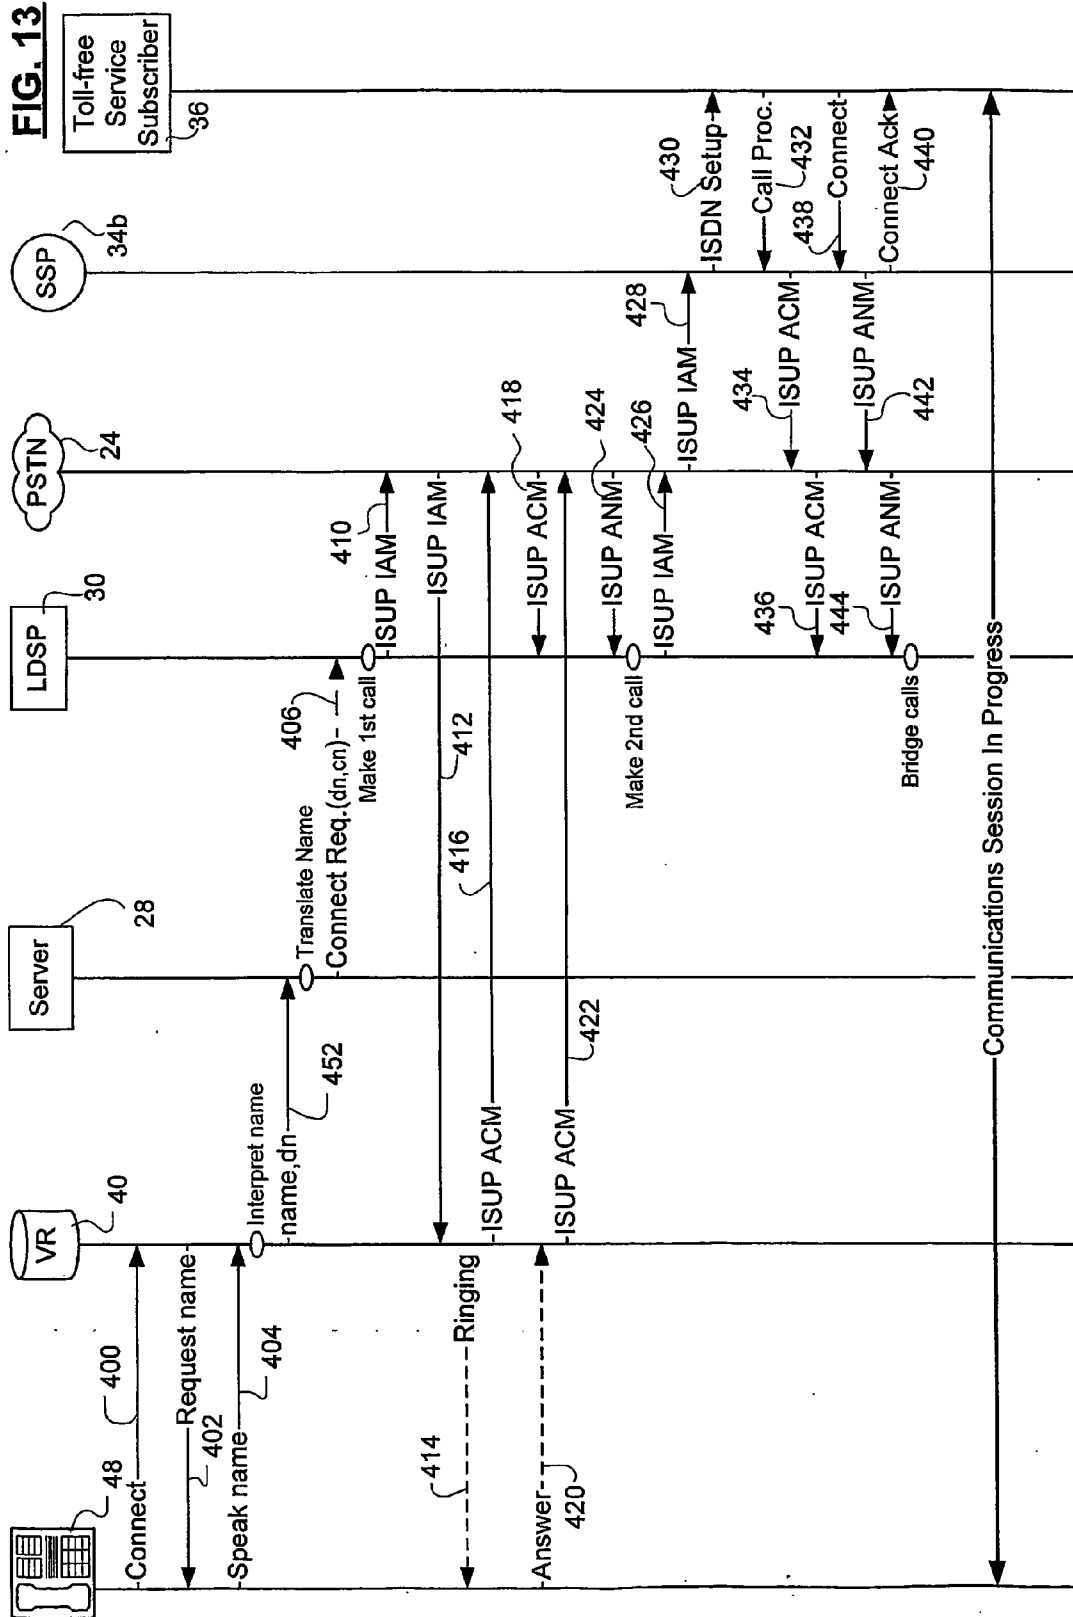 FIG. 13
48
VR
40
Server
28
LDSP
30
PSTN
24
SSP
34b
Toll-free
Service
Subscriber
36
Connect
400
Request name
402
Speak name
404
Interpret name
name,dn
452
Translate Name
Connect Req.(dn,cn)
406
Make 1st call
ISUP IAM
410
ISUP IAM
412
Ringing
414
ISUP ACM
416
ISUP ACM
418
Answer
420
ISUP ACM
422
ISUP ANM
424
Make 2nd call
ISUP IAM
426
ISUP IAM
428
ISDN Setup
430
Call Proc.
432
ISUP ACM
434
ISUP ACM
436
Connect
438
Connect Ack
440
ISUP ANM
442
ISUP ANM
444
Bridge calls
Communications Session In Progress